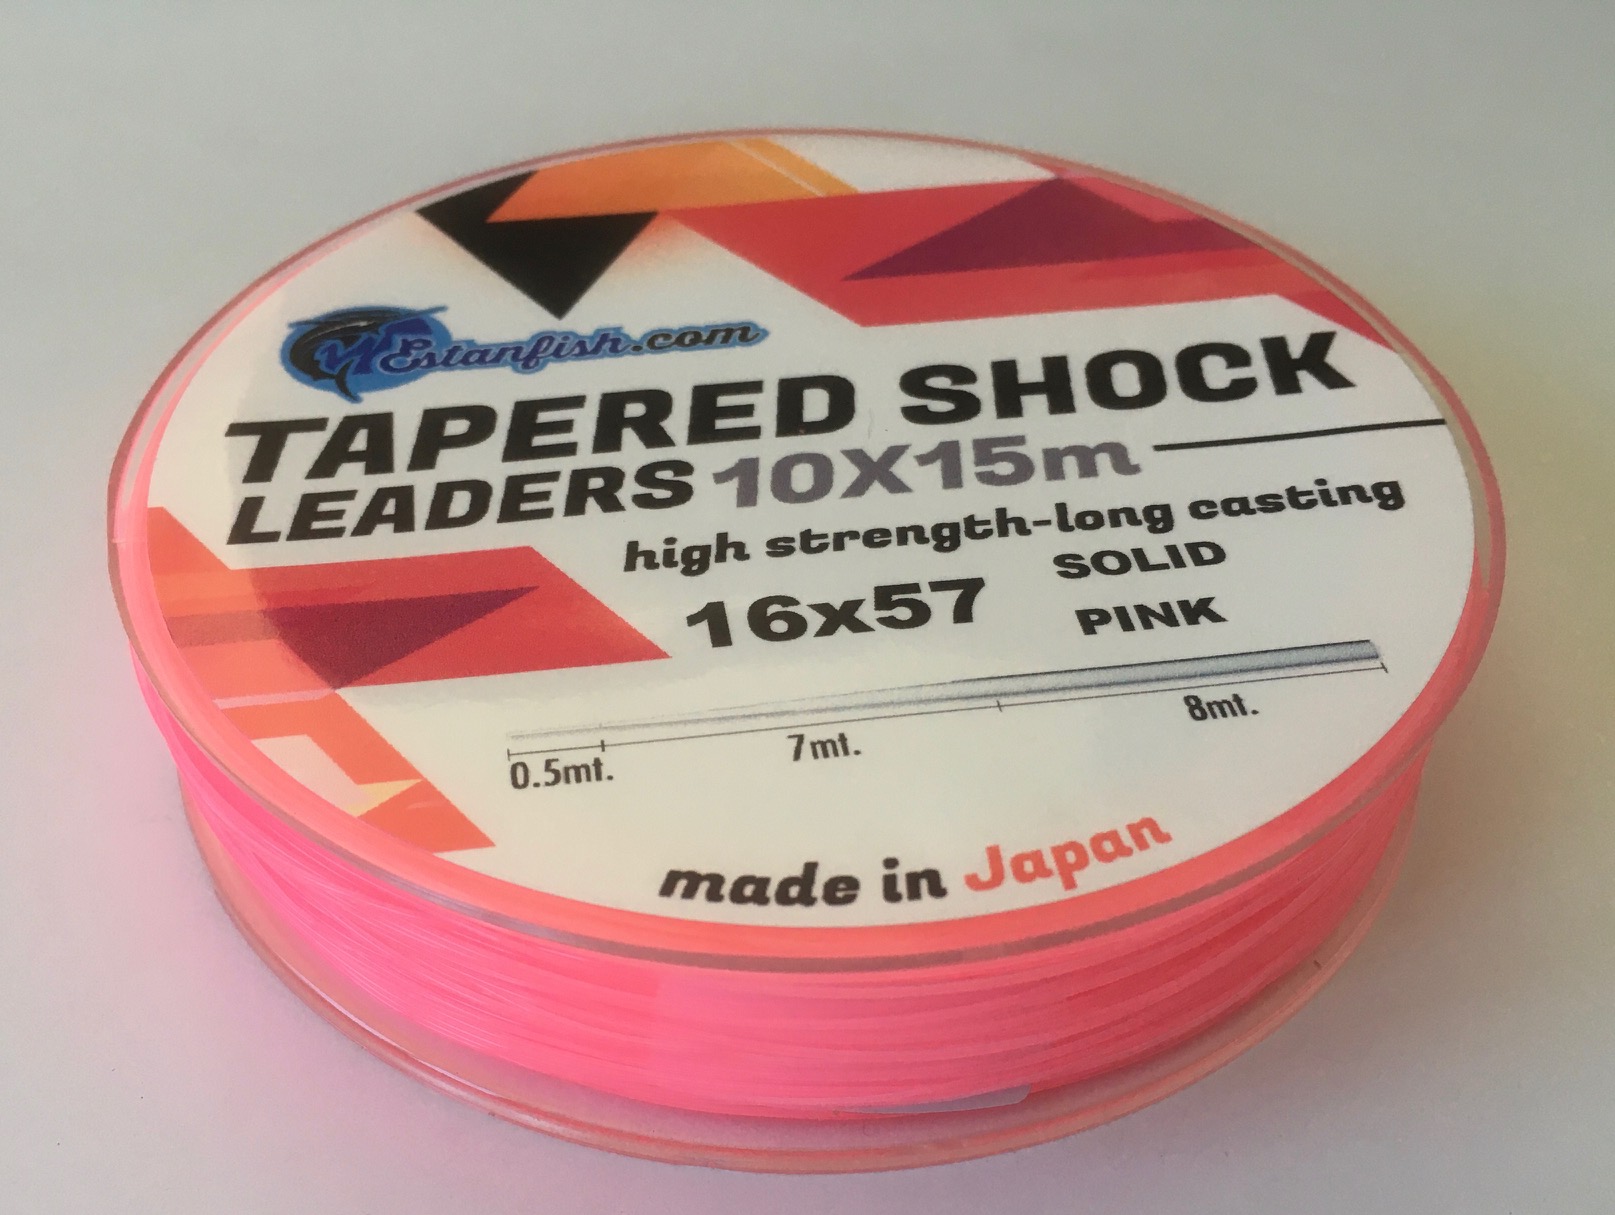 Estanfish.com
TAPERED SHOCK
LEADERS 10X15m
high strength-long casting
16x57 SOLID
PINK
0.5mt. 7mt. 8mt.
made in Japan